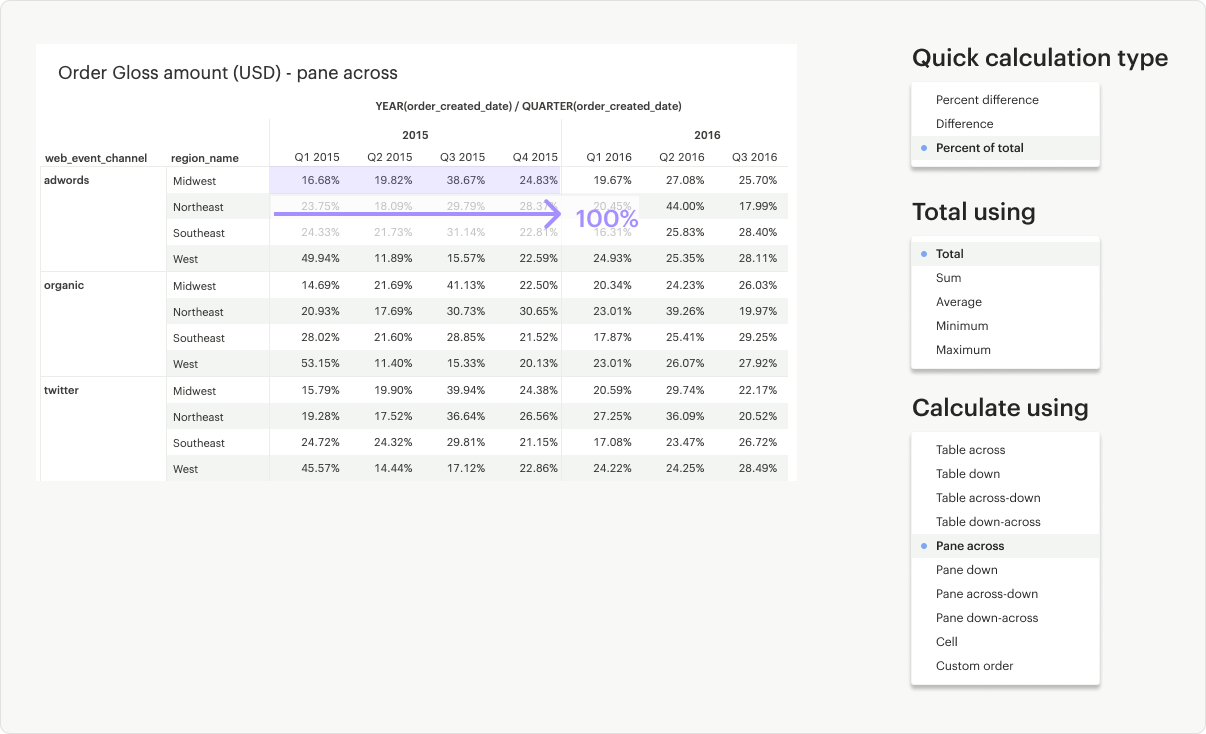 Order Gloss amount (USD) - pane across
YEAR(order_created_date) / QUARTER(order_created_date)
2015 2016
web_event_channel region_name Q1 2015 Q2 2015 Q3 2015 Q4 2015 Q1 2016 Q2 2016 Q3 2016
adwords Midwest 16.68% 19.82% 38.67% 24.83% 19.67% 27.08% 25.70%
Northeast 23.75% 18.09% 29.79% 28.37% 20.45% 44.00% 17.99%
100%
Southeast 24.33% 21.73% 31.14% 22.81% 16.31% 25.83% 28.40%
West 49.94% 11.89% 15.57% 22.59% 24.93% 25.35% 28.11%
organic Midwest 14.69% 21.69% 41.13% 22.50% 20.34% 24.23% 26.03%
Northeast 20.93% 17.69% 30.73% 30.65% 23.01% 39.26% 19.97%
Southeast 28.02% 21.60% 28.85% 21.52% 17.87% 25.41% 29.25%
West 53.15% 11.40% 15.33% 20.13% 23.01% 26.07% 27.92%
twitter Midwest 15.79% 19.90% 39.94% 24.38% 20.59% 29.74% 22.17%
Northeast 19.28% 17.52% 36.64% 26.56% 27.25% 36.09% 20.52%
Southeast 24.72% 24.32% 29.81% 21.15% 17.08% 23.47% 26.72%
West 45.57% 14.44% 17.12% 22.86% 24.22% 24.25% 28.49%
Quick calculation type
Percent difference
Difference
Percent of total
Total using
Total
Sum
Average
Minimum
Maximum
Calculate using
Table across
Table down
Table across-down
Table down-across
Pane across
Pane down
Pane across-down
Pane down-across
Cell
Custom order